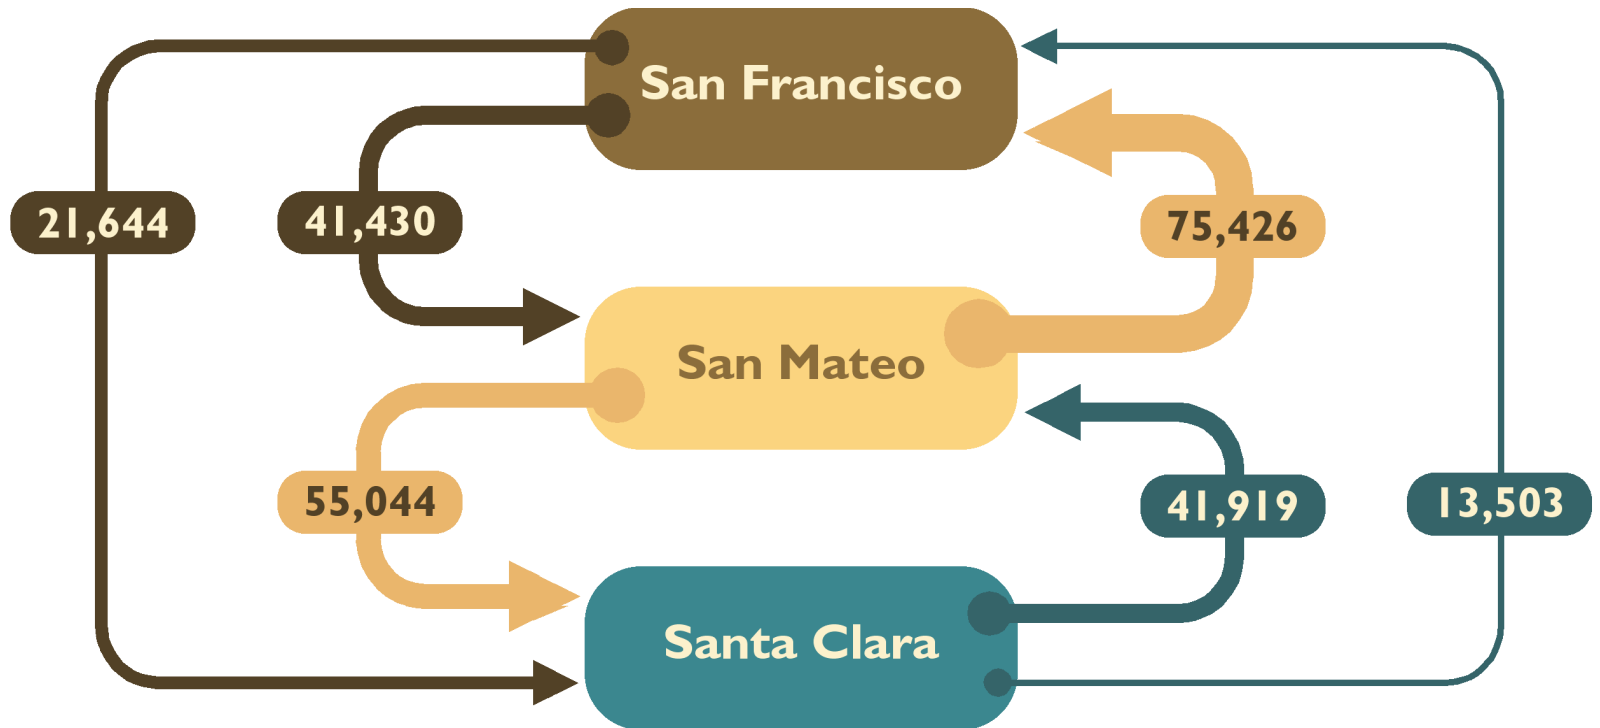 San Francisco
21,644
41,430
75,426
San Mateo
55,044
41,919
13,503
Santa Clara